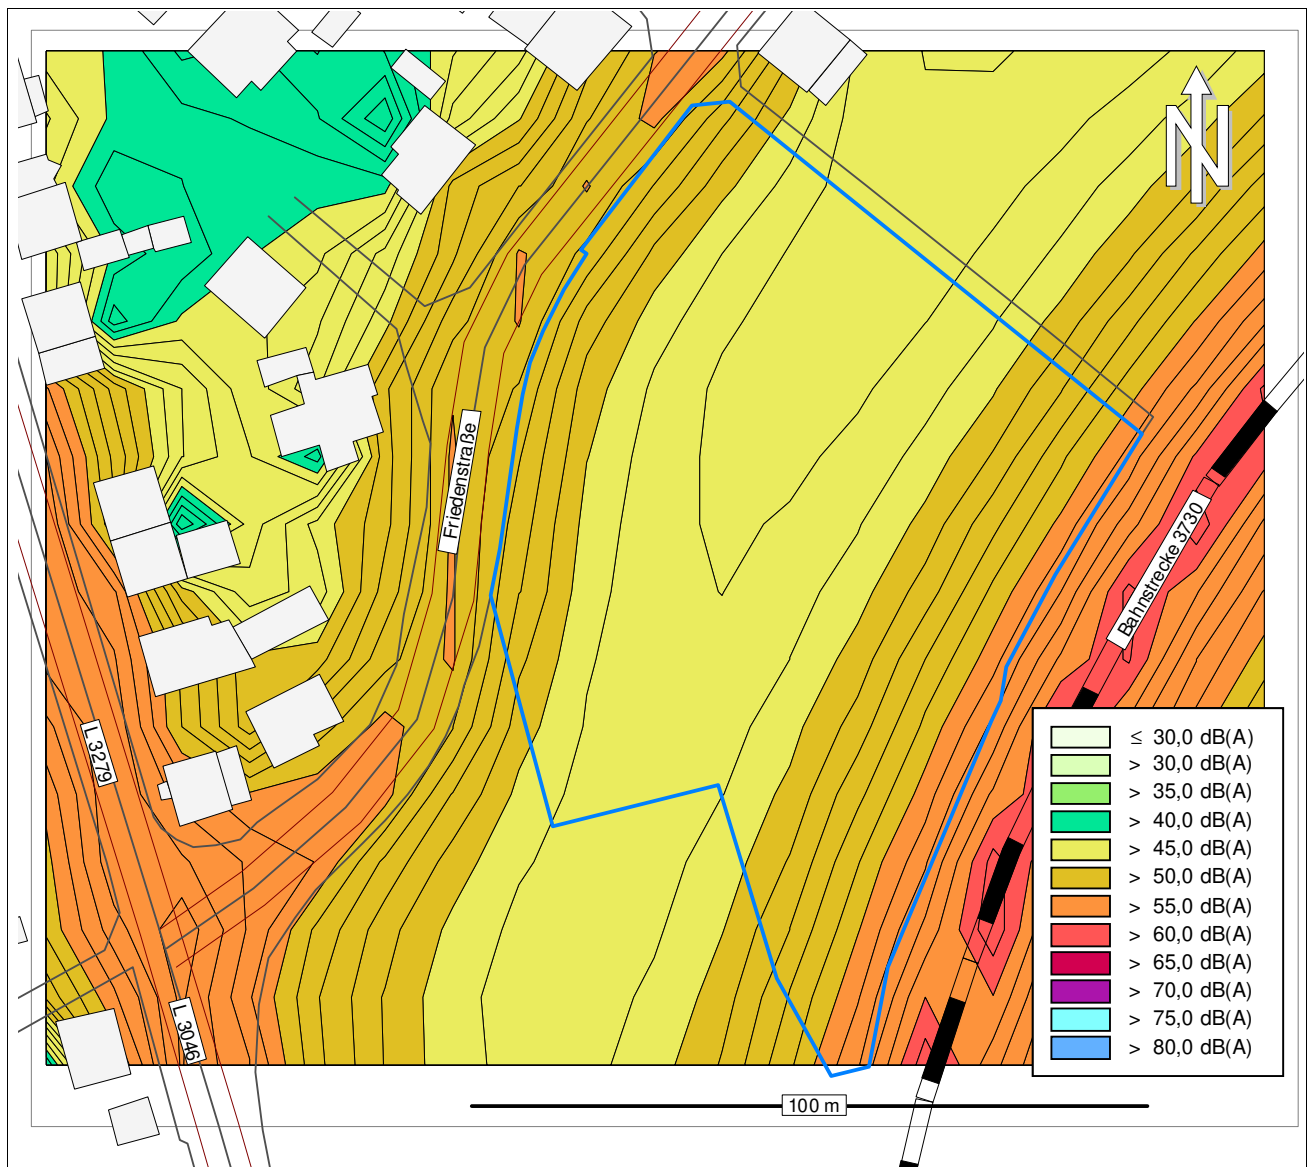 N
Friedenstraße
Bahnstrecke 3730
L 3279
L 3046
≤ 30,0 dB(A)
> 30,0 dB(A)
> 35,0 dB(A)
> 40,0 dB(A)
> 45,0 dB(A)
> 50,0 dB(A)
> 55,0 dB(A)
> 60,0 dB(A)
> 65,0 dB(A)
> 70,0 dB(A)
> 75,0 dB(A)
> 80,0 dB(A)
100 m